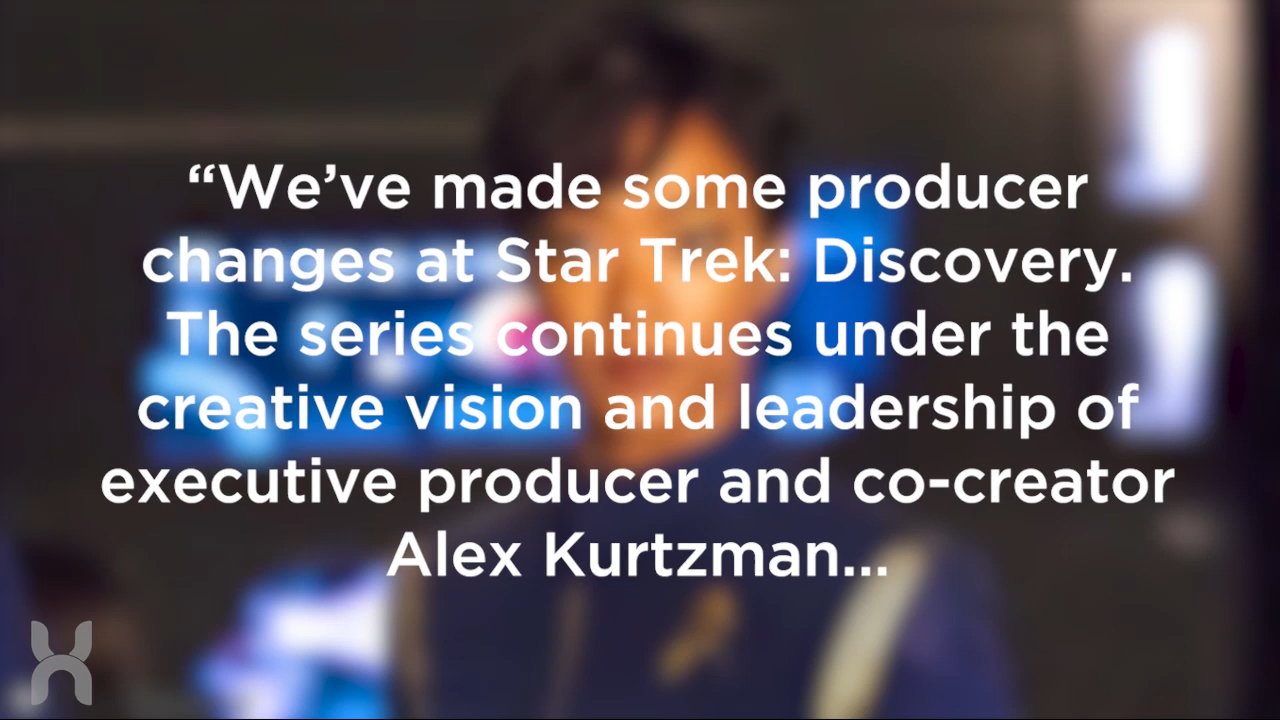 “We’ve made some producer
changes at Star Trek: Discovery.
The series continues under the
creative vision and leadership of
executive producer and co-creator
Alex Kurtzman...